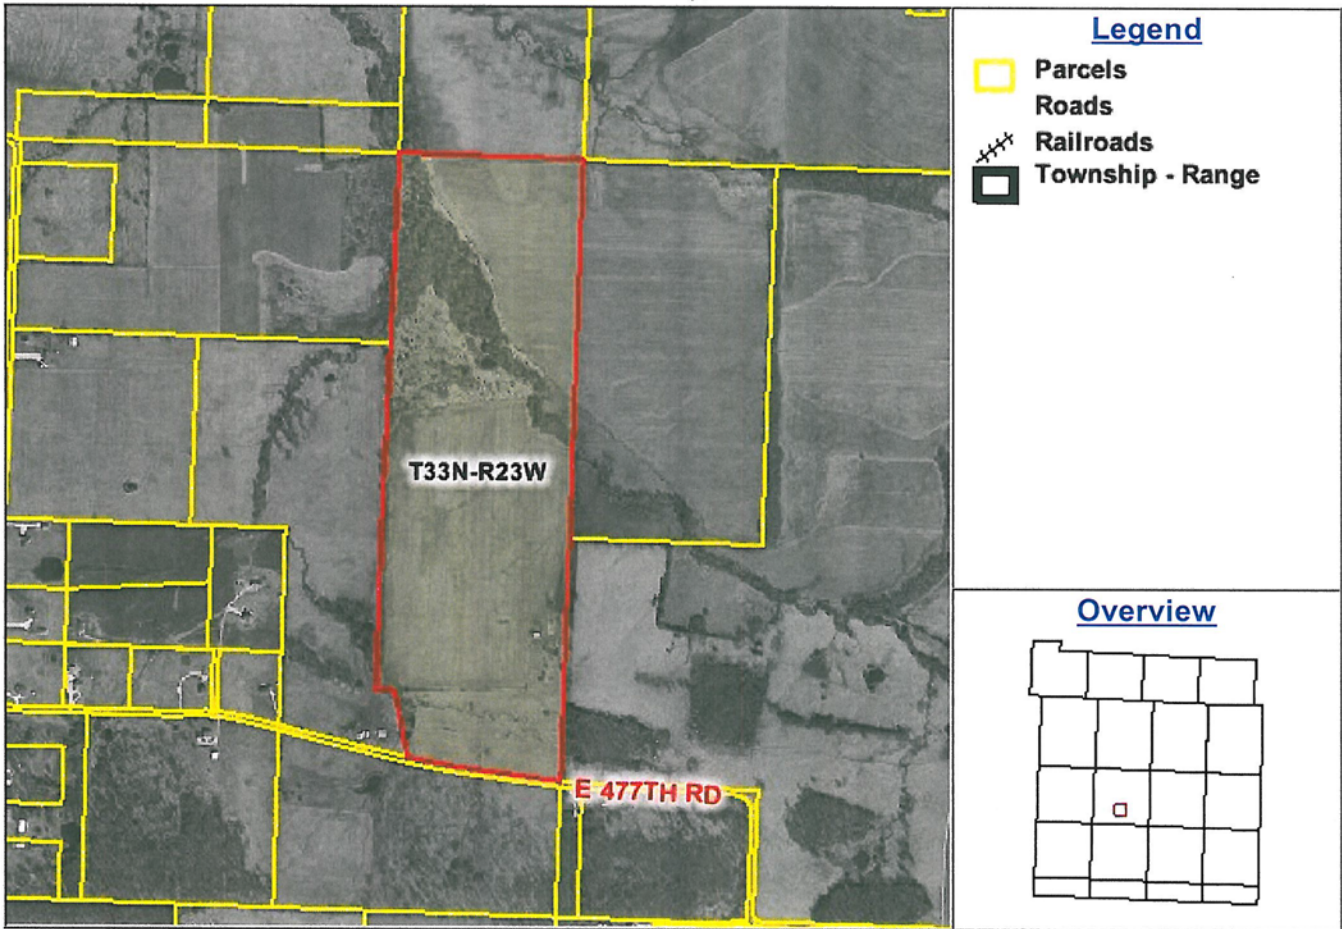 Legend
Parcels
Roads
Railroads
Township - Range
T33N-R23W
E 477TH RD
Overview